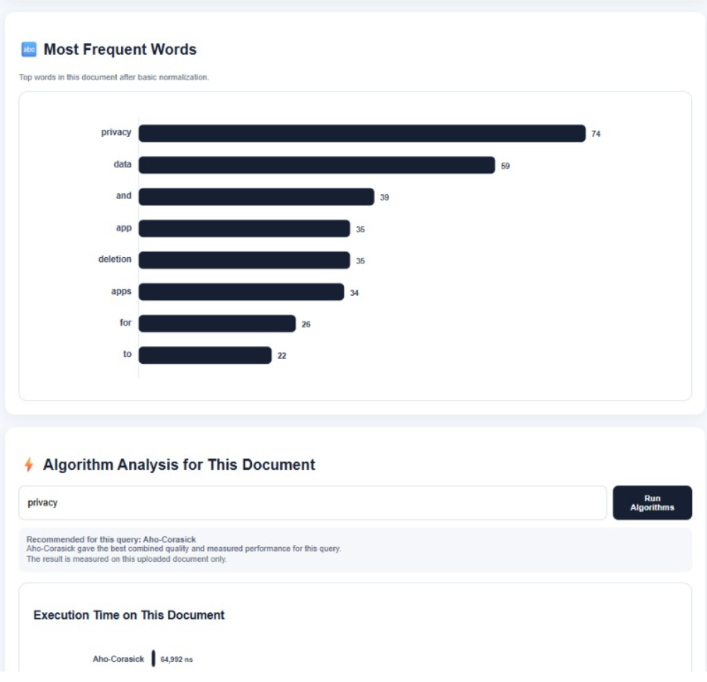 abc Most Frequent Words
Top words in this document after basic normalization.
privacy 74
data 59
and 39
app 35
deletion 35
apps 34
for 26
to 22
Algorithm Analysis for This Document
privacy
Run
Algorithms
Recommended for this query: Aho-Corasick
Aho-Corasick gave the best combined quality and measured performance for this query.
The result is measured on this uploaded document only.
Execution Time on This Document
Aho-Corasick 64,992 ns